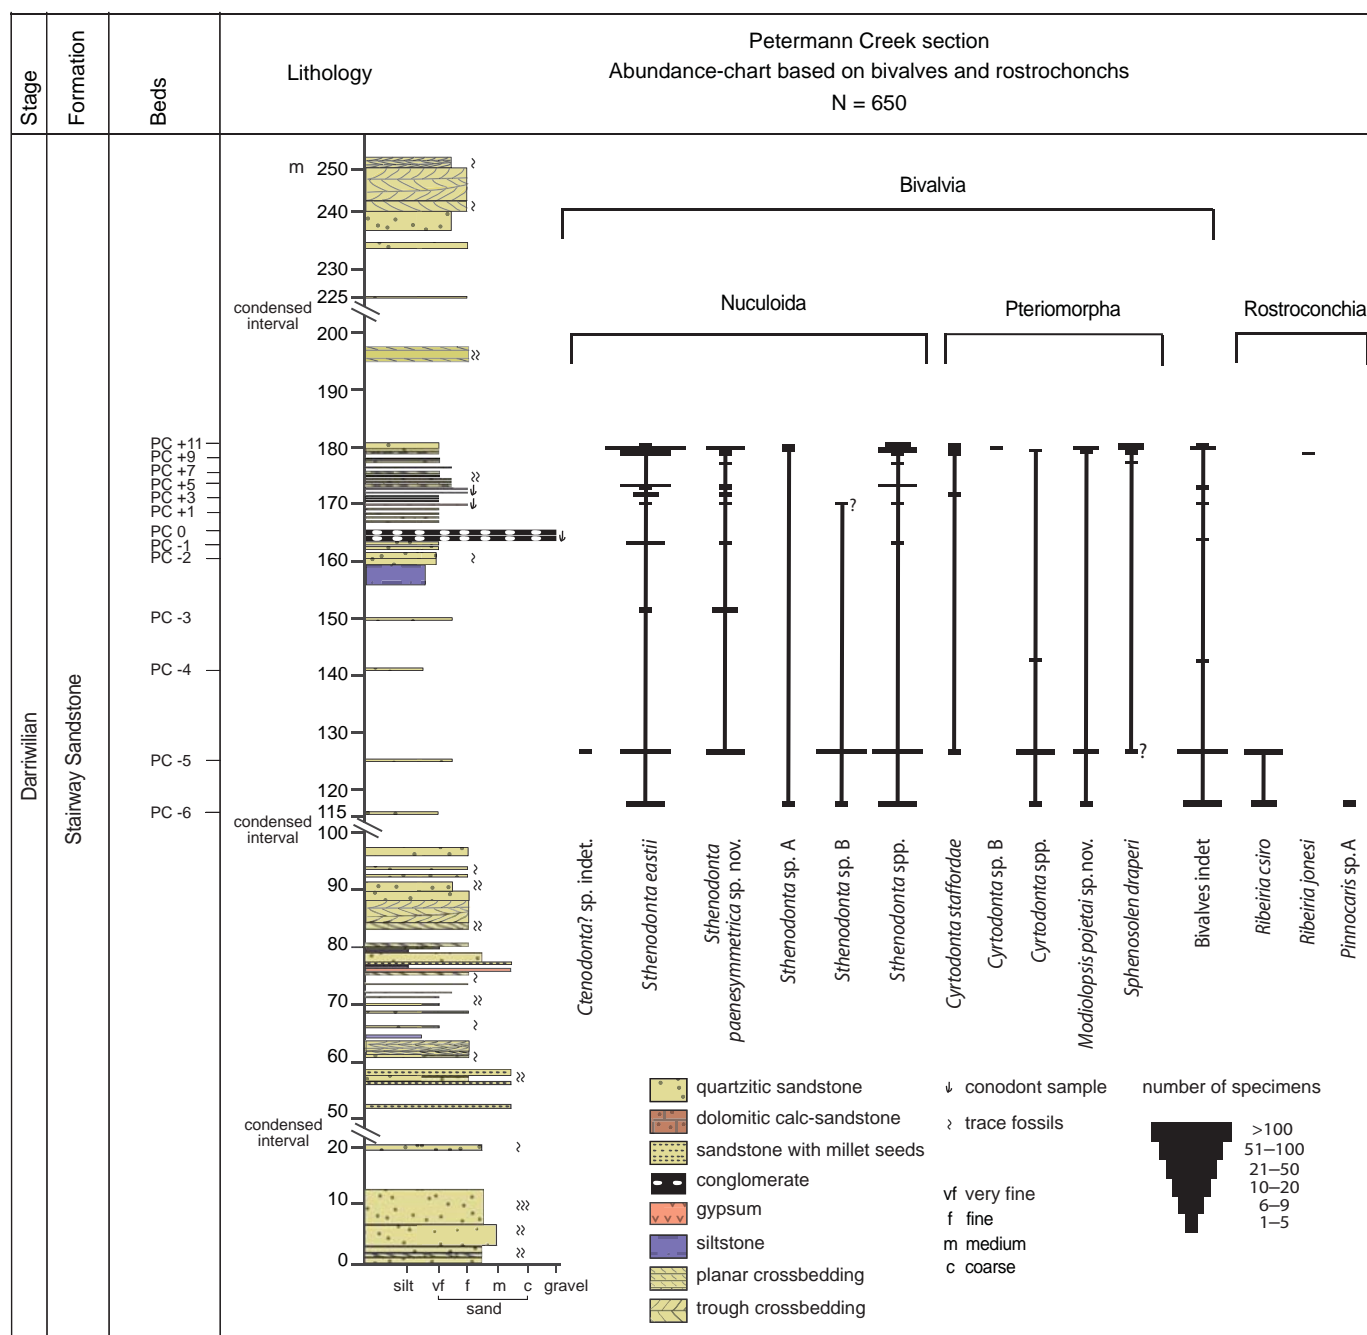 Stage
Formation
Beds
Lithology
Petermann Creek section
Abundance-chart based on bivalves and rostrochonchs
N = 650
m
250
240
230
225
condensed
interval
200
190
180
170
160
150
140
130
120
115
condensed
interval
100
90
80
70
60
50
condensed
interval
20
10
0
silt
vf
f
m
c
gravel
sand
Darriwilian
Stairway Sandstone
PC +11
PC +9
PC +7
PC +5
PC +3
PC +1
PC 0
PC -1
PC -2
PC -3
PC -4
PC -5
PC -6
Bivalvia
Nuculoida
Pteriomorpha
Rostroconchia
?
?
Ctenodonta? sp. indet.
Sthenodonta eastii
Sthenodonta
paenesymmetrica sp. nov.
Sthenodonta sp. A
Sthenodonta sp. B
Sthenodonta spp.
Cyrtodonta staffordae
Cyrtodonta sp. B
Cyrtodonta spp.
Modiolopsis pojetai sp.nov.
Sphenosolen draperi
Bivalves indet
Ribeiria csiro
Ribeiria jonesi
Pinnocaris sp. A
quartzitic sandstone
dolomitic calc-sandstone
sandstone with millet seeds
conglomerate
gypsum
siltstone
planar crossbedding
trough crossbedding
conodont sample
trace fossils
vf very fine
f fine
m medium
c coarse
number of specimens
>100
51–100
21–50
10–20
6–9
1–5